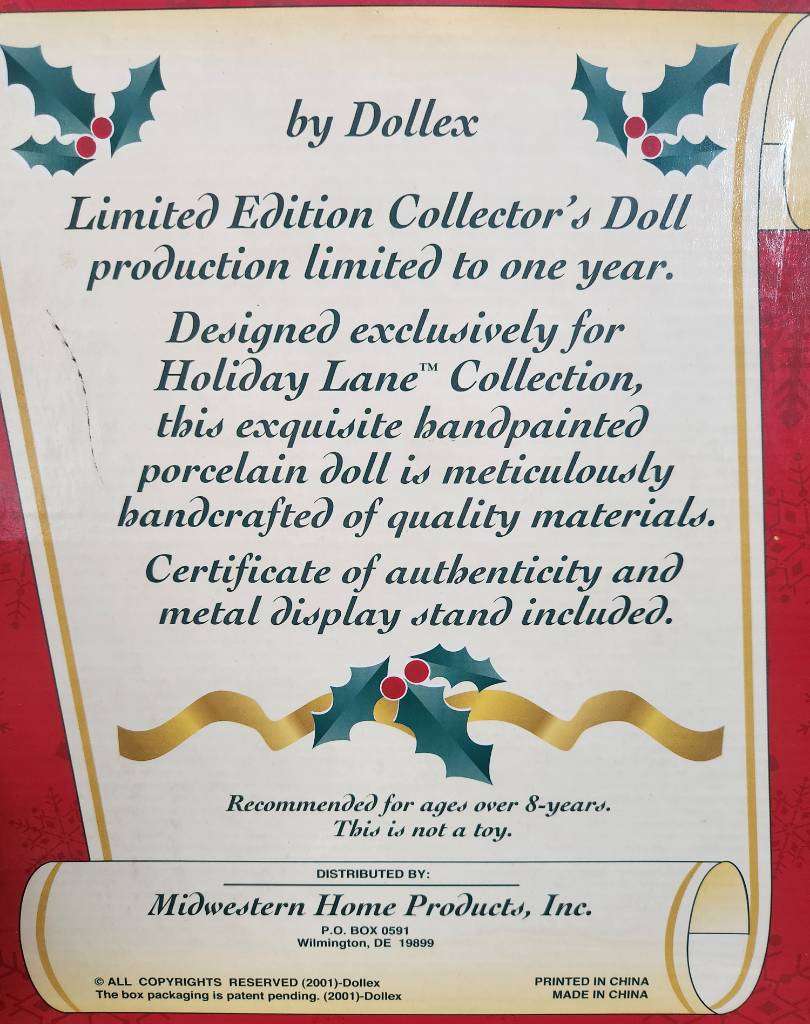 by Dollex
Limited Edition Collector's Doll
production limited to one year.
Designed exclusively for
Holiday Lane™ Collection,
this exquisite handpainted
porcelain doll is meticulously
handcrafted of quality materials.
Certificate of authenticity and
metal display stand included.
Recommended for ages over 8-years.
This is not a toy.
DISTRIBUTED BY:
Midwestern Home Products, Inc.
P.O. BOX 0591
Wilmington, DE 19899
© ALL COPYRIGHTS RESERVED (2001)-Dollex
The box packaging is patent pending. (2001)-Dollex
PRINTED IN CHINA
MADE IN CHINA